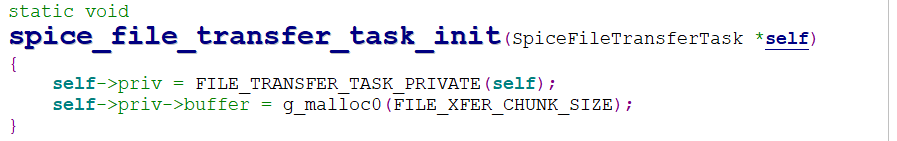 static void
spice_file_transfer_task_init(SpiceFileTransferTask *self)
{
    self->priv = FILE_TRANSFER_TASK_PRIVATE(self);
    self->priv->buffer = g_malloc0(FILE_XFER_CHUNK_SIZE);
}